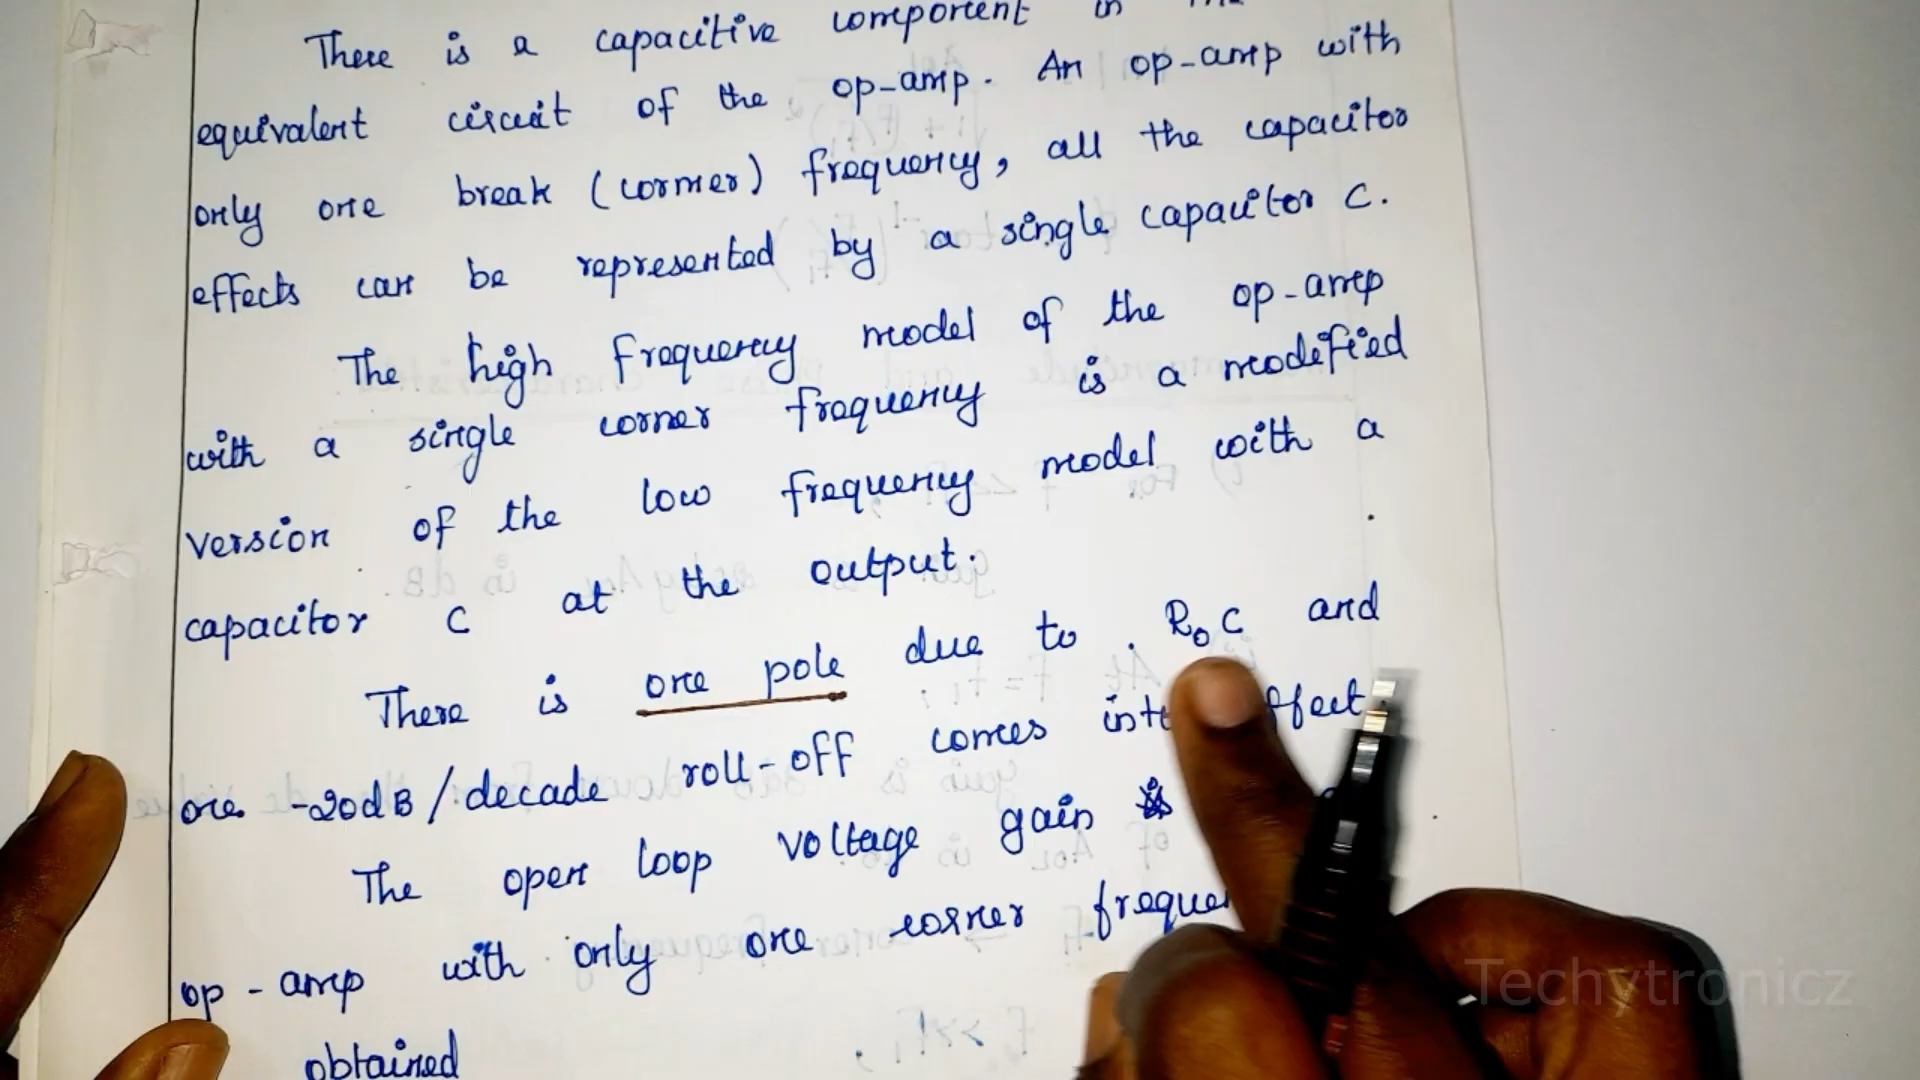 There is a capacitive component in the
equivalent circuit of the op-amp. An op-amp with
only one break (corner) frequency, all the capacitor
effects can be represented by a single capacitor C.
The high frequency model of the op-amp
with a single corner frequency is a modified
version of the low frequency model with a
capacitor C at the output.
There is one pole due to R₀C and
one -20dB/decade roll-off comes into effect
The open loop voltage gain
op-amp with only one corner
obtained
Techytronicz